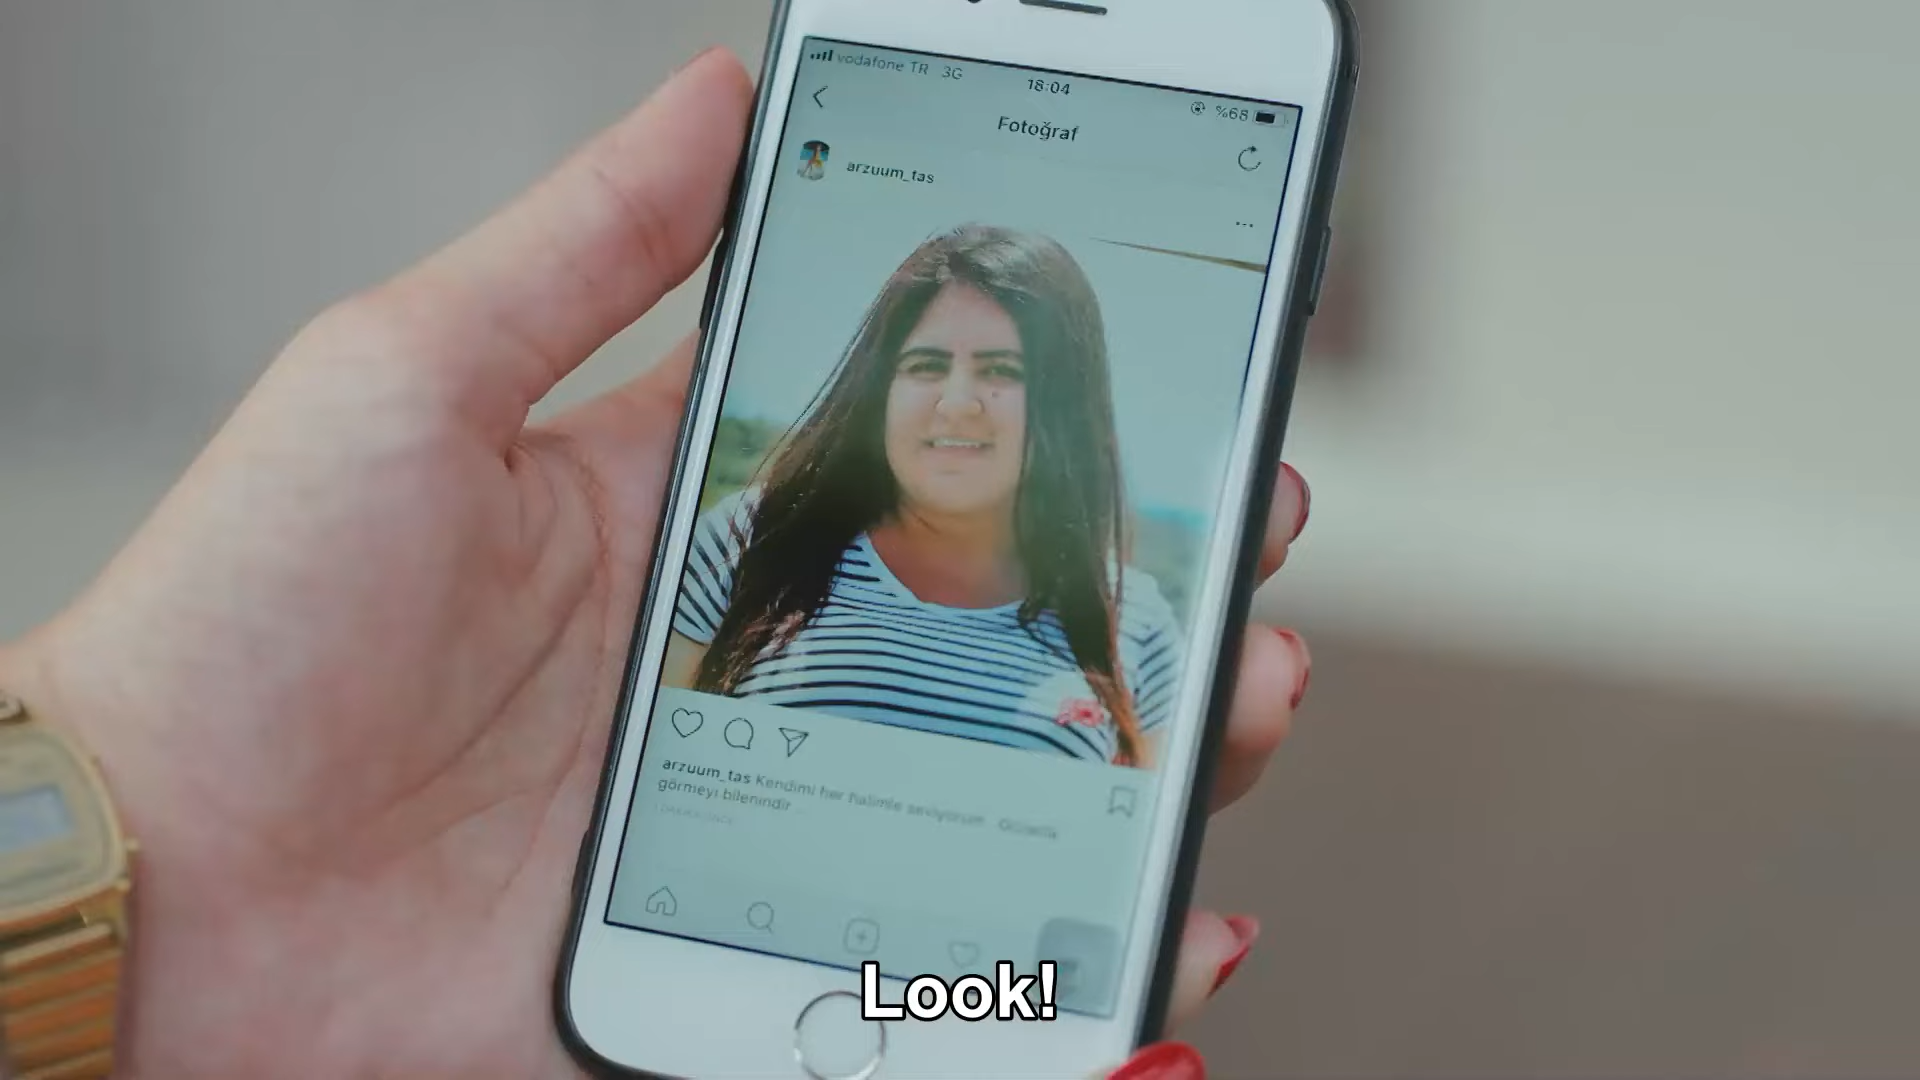 vodafone TR 3G
18:04
%68
Fotoğraf
arzuum_tas
arzuum_tas Kendimi her halimle seviyorum. Güzellik
görmeyi bilenindir
Look!